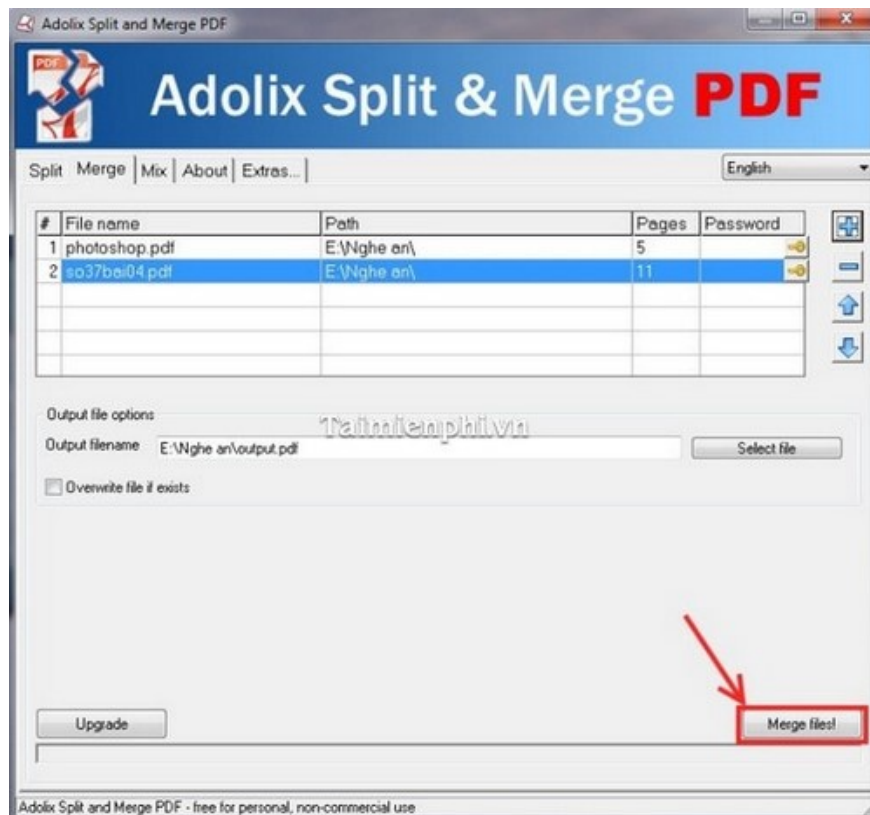 Adolix Split and Merge PDF
PDF
Adolix Split & Merge PDF
Split Merge Mix About Extras... English
# File name Path Pages Password
1 photoshop.pdf E:\Nghe an\ 5
2 so37bai04.pdf E:\Nghe an\ 11
Output file options
Taimienphi.vn
Output filename E:\Nghe an\output.pdf Select file
Overwrite file if exists
Upgrade Merge files!
Adolix Split and Merge PDF - free for personal, non-commercial use